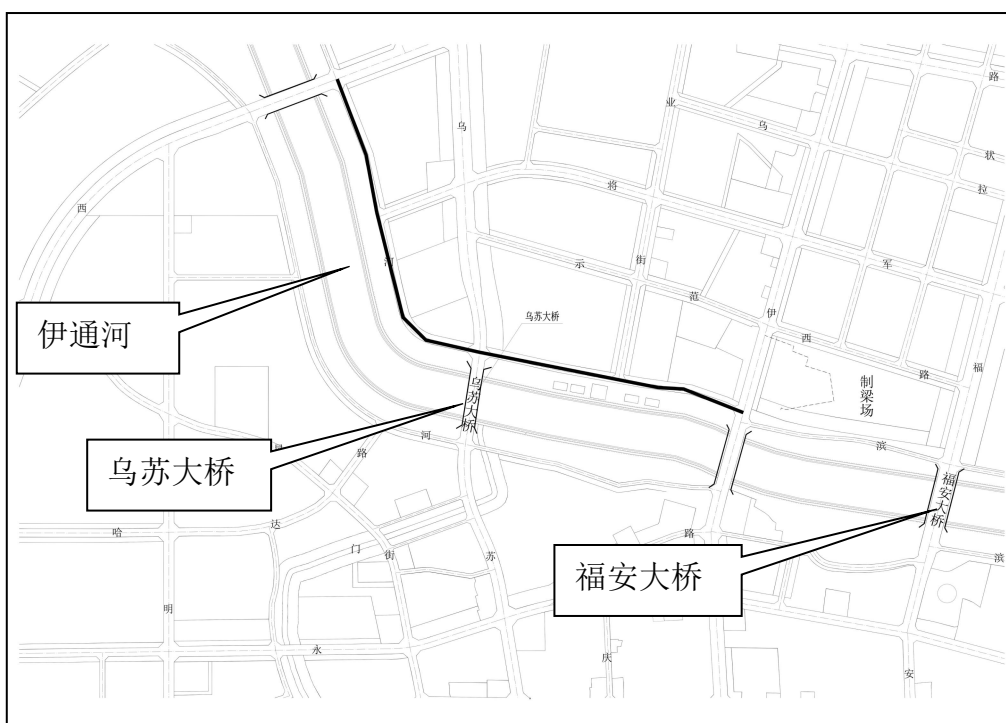 路
业
乌
乌
状
拉
将
西
河
示
街
军
范
伊
乌苏大桥
西
福
伊通河
路
制梁场
乌苏大桥
河
滨
路
乌苏大桥
福安大桥
哈
达
路
门
街
苏
福安大桥
滨
明
永
庆
安